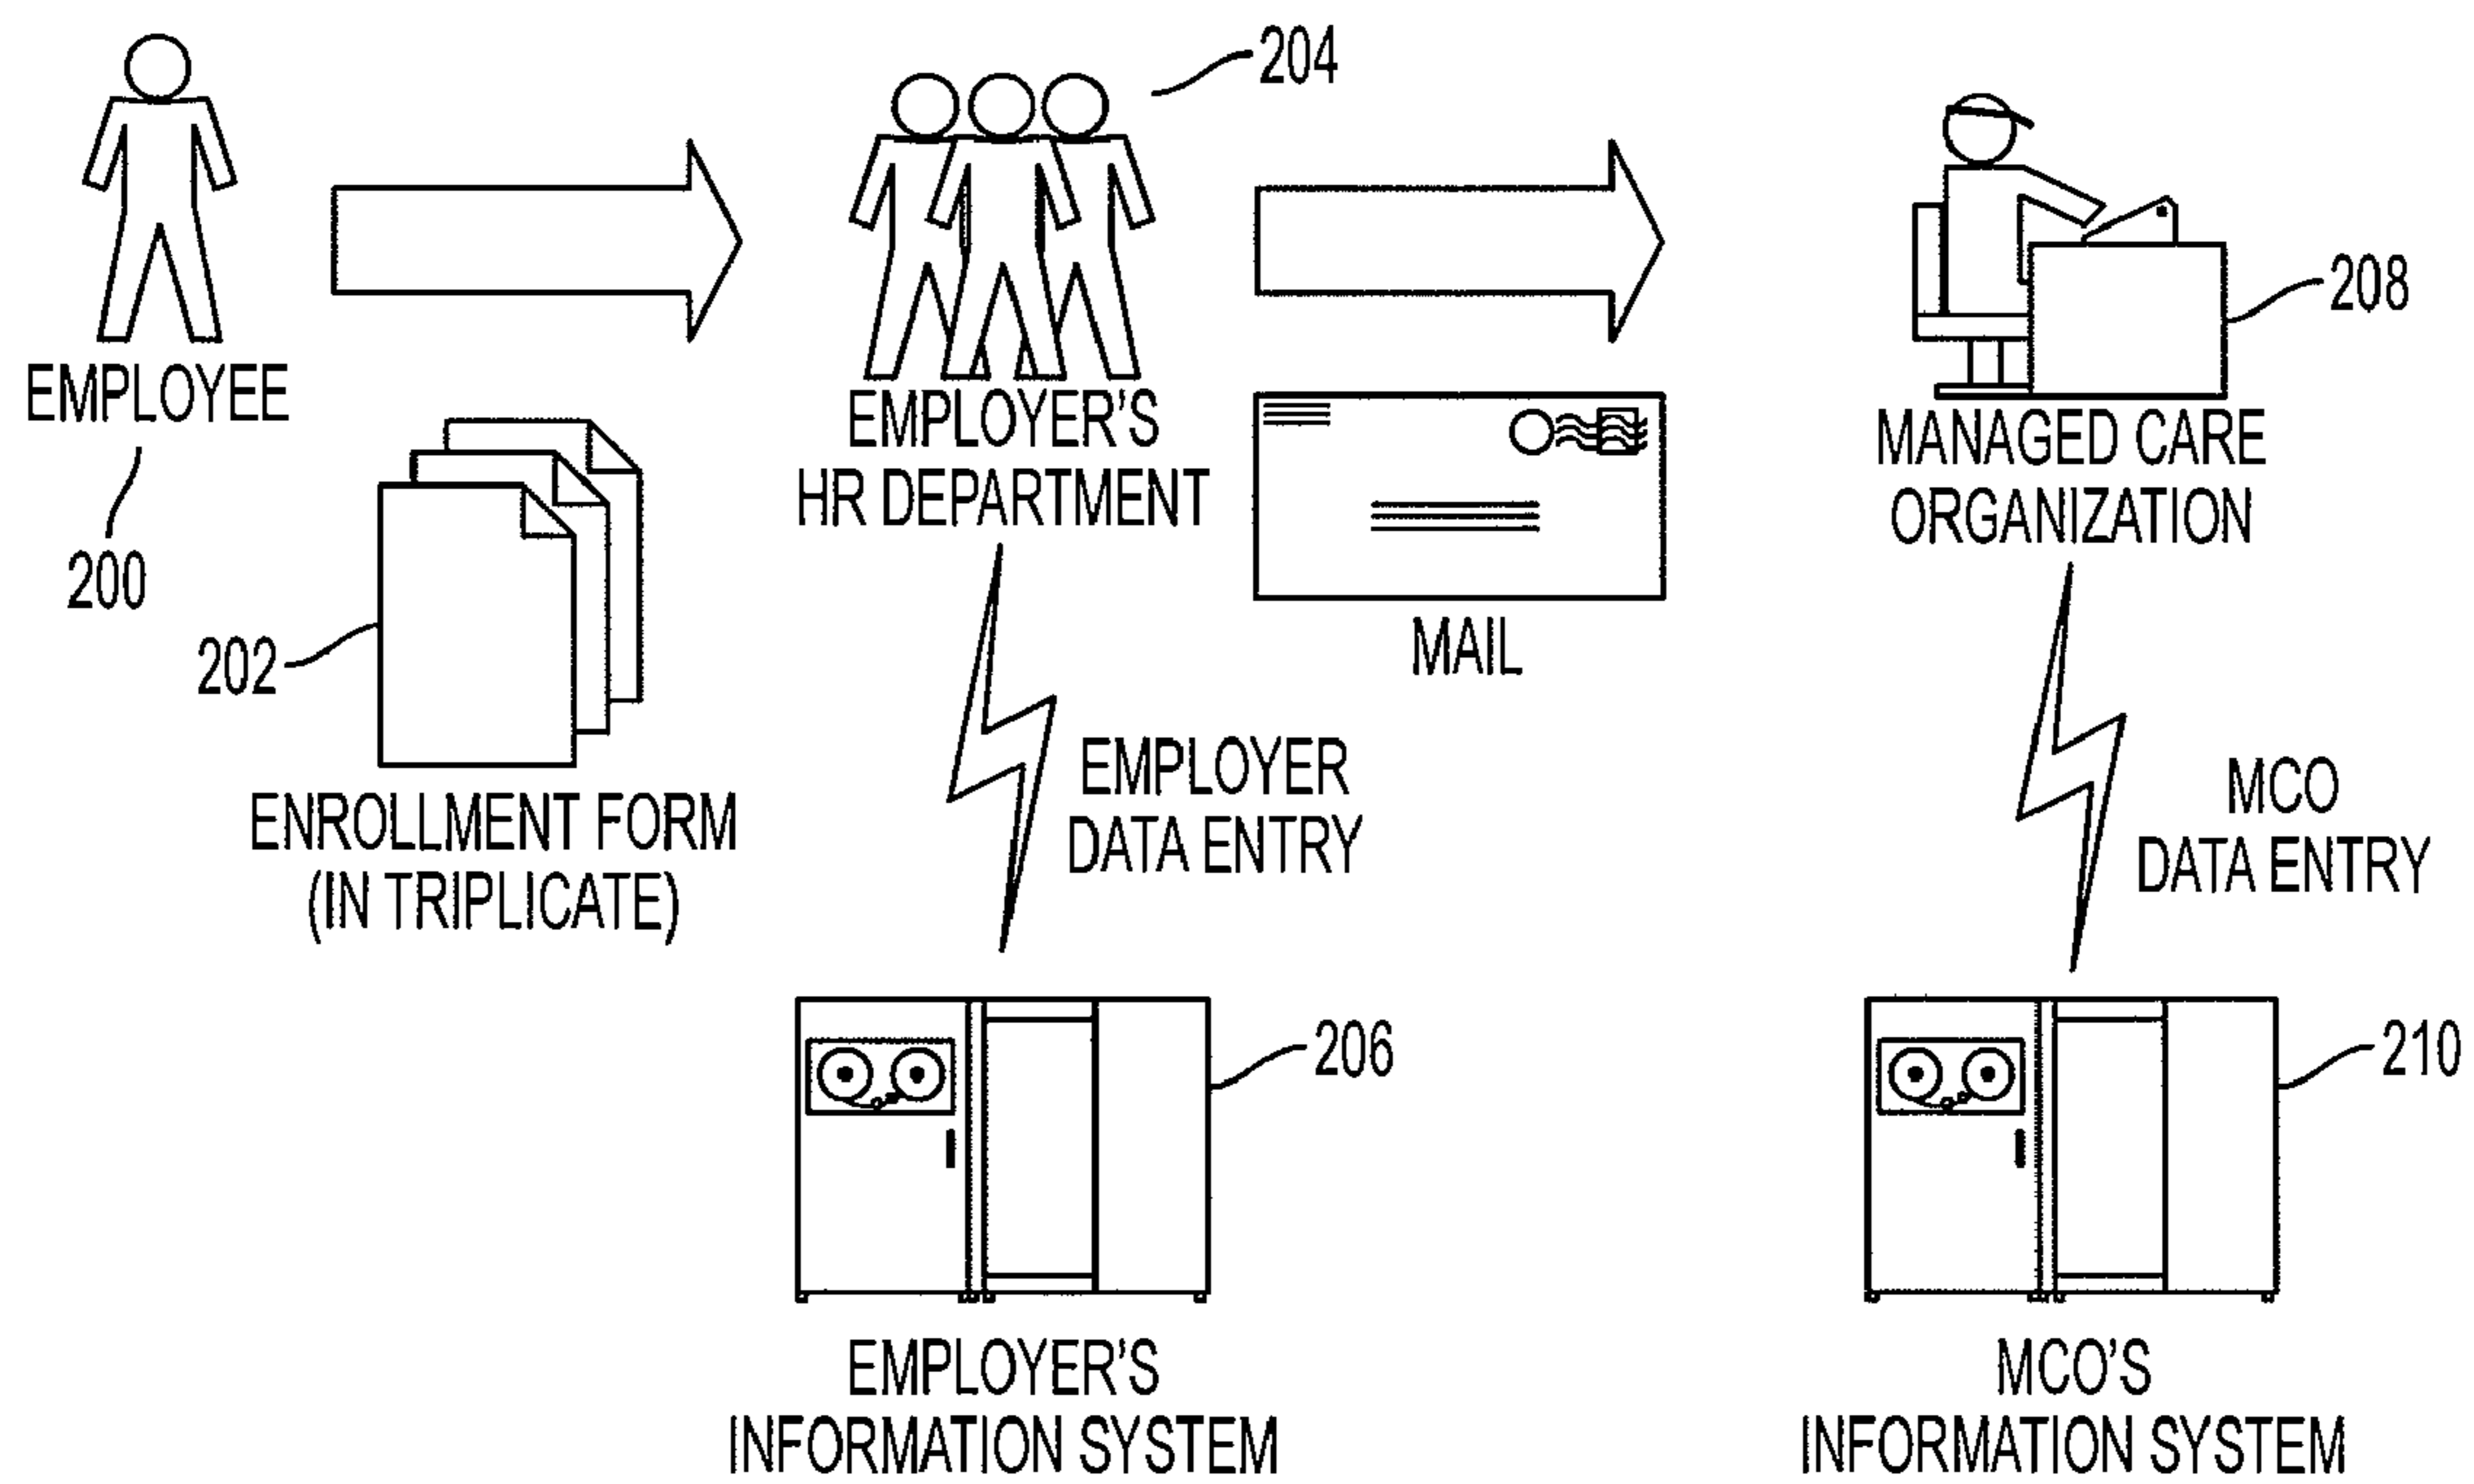 204
EMPLOYEE
200
202
ENROLLMENT FORM
(IN TRIPLICATE)
EMPLOYER'S
HR DEPARTMENT
MAIL
208
MANAGED CARE
ORGANIZATION
EMPLOYER
DATA ENTRY
MCO
DATA ENTRY
206
EMPLOYER'S
INFORMATION SYSTEM
210
MCO'S
INFORMATION SYSTEM